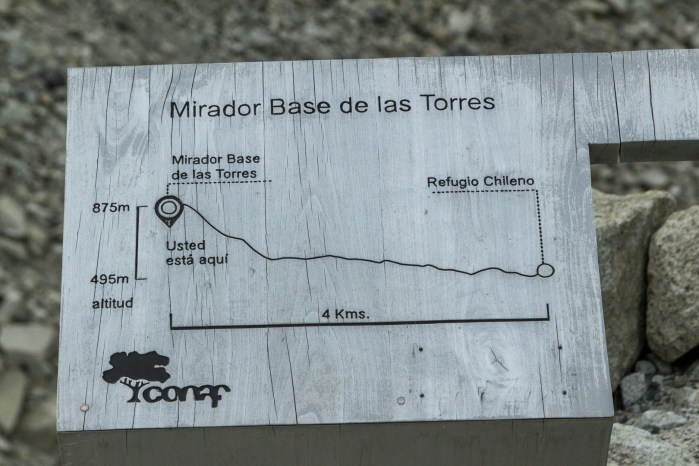 Mirador Base de las Torres
Mirador Base
de las Torres
Refugio Chileno
875m
Usted
está aquí
495m
altitud
4 Kms.
conaf